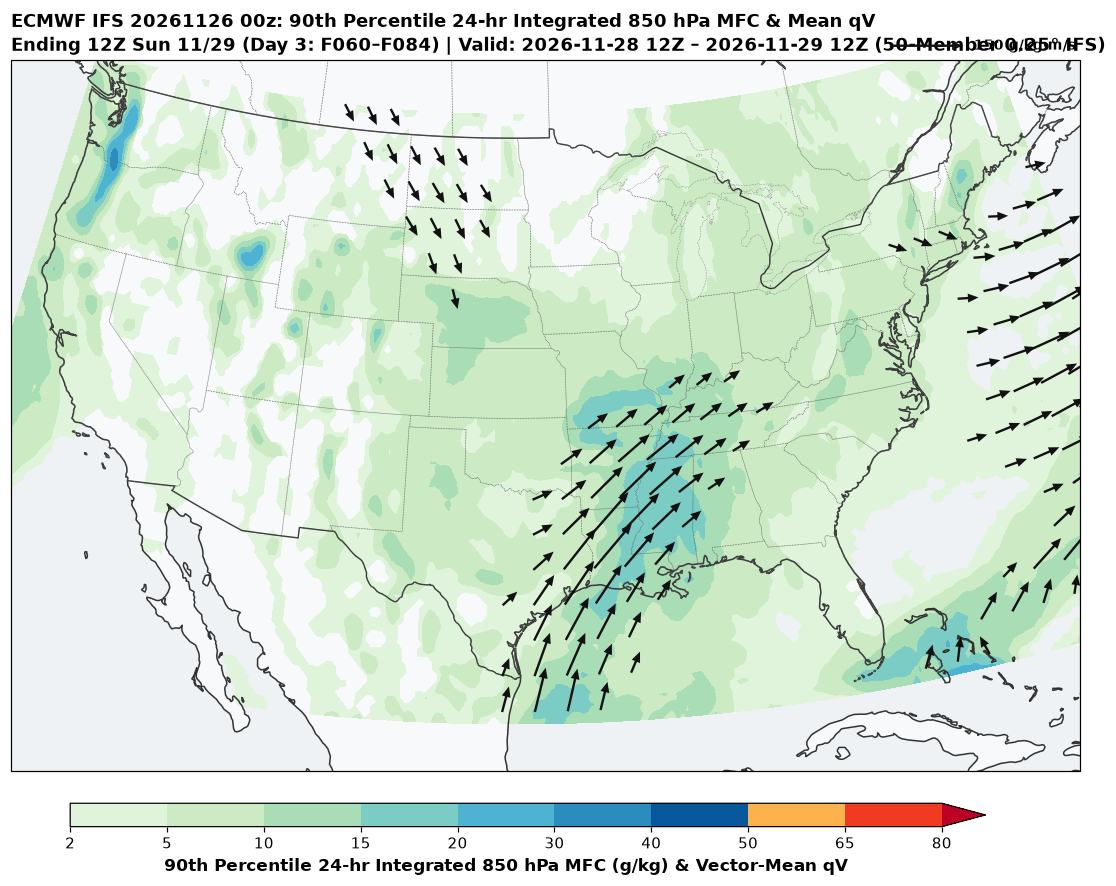 ECMWF IFS 20261126 00z: 90th Percentile 24-hr Integrated 850 hPa MFC & Mean qV
Ending 12Z Sun 11/29 (Day 3: F060–F084) | Valid: 2026-11-28 12Z – 2026-11-29 12Z (50-Member 0.25° IFS)
150 g/kg·m/s
2 5 10 15 20 30 40 50 65 80
90th Percentile 24-hr Integrated 850 hPa MFC (g/kg) & Vector-Mean qV